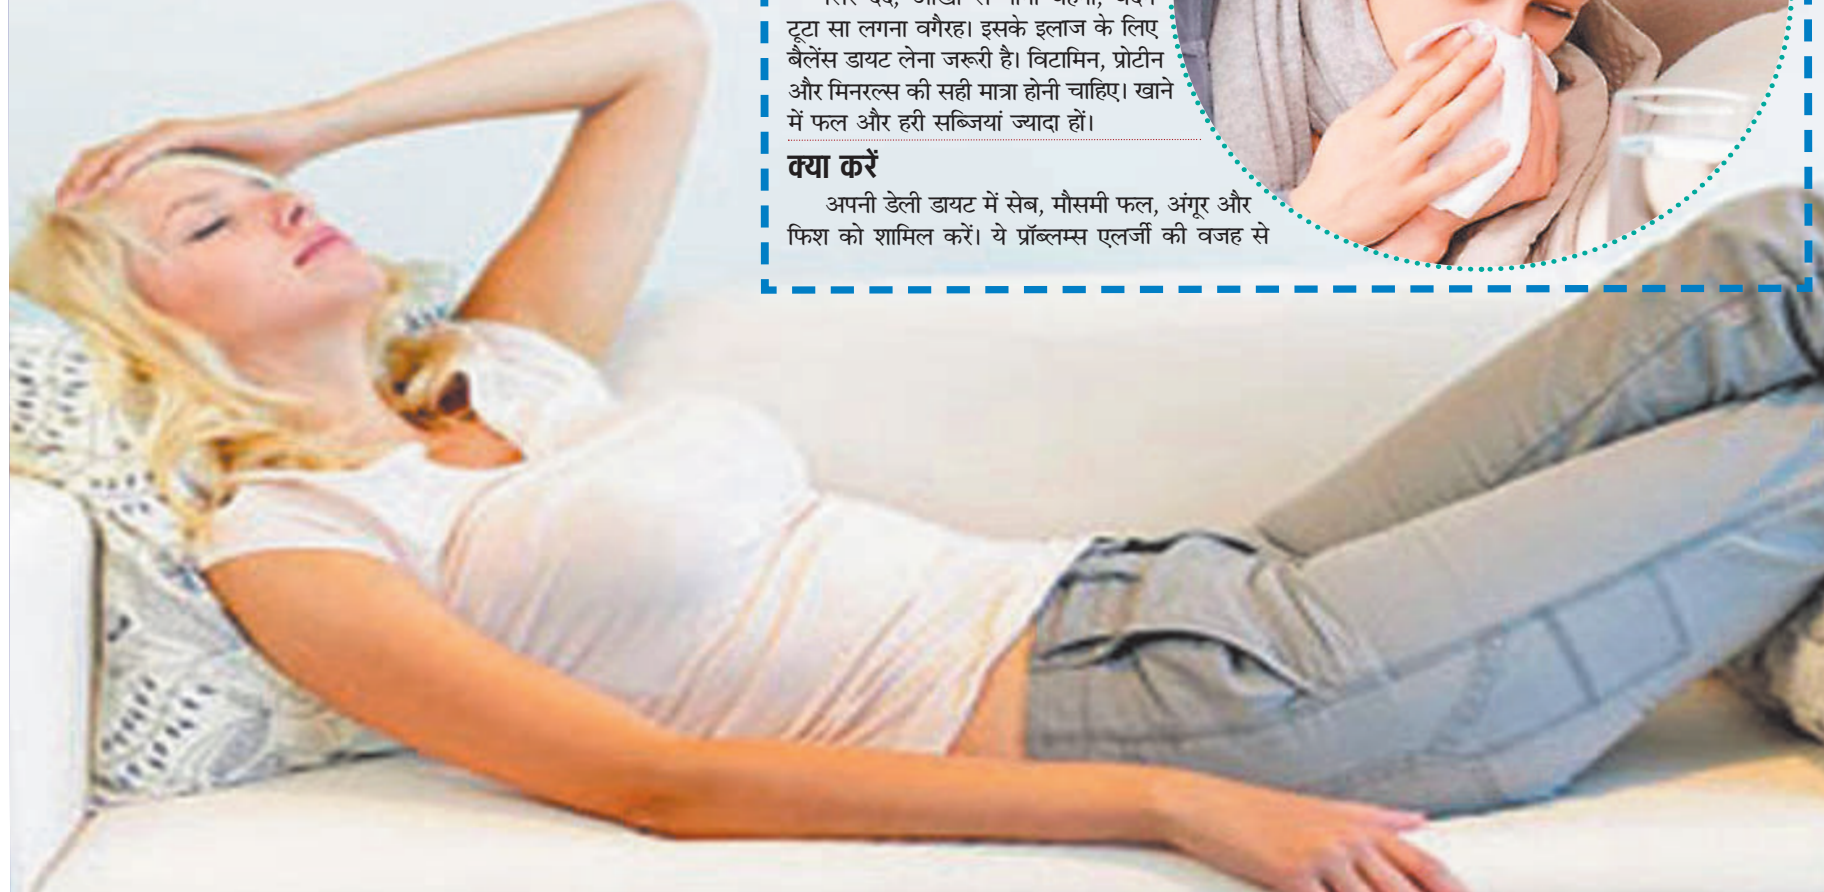 टूटा सा लगना वगैरह। इसके इलाज के लिए
बैलेंस डायट लेना जरूरी है। विटामिन, प्रोटीन
और मिनरल्स की सही मात्रा होनी चाहिए। खाने
में फल और हरी सब्जियां ज्यादा हों।
क्या करें
अपनी डेली डायट में सेब, मौसमी फल, अंगूर और
फिश को शामिल करें। ये प्रॉब्लम्स एलर्जी की वजह से